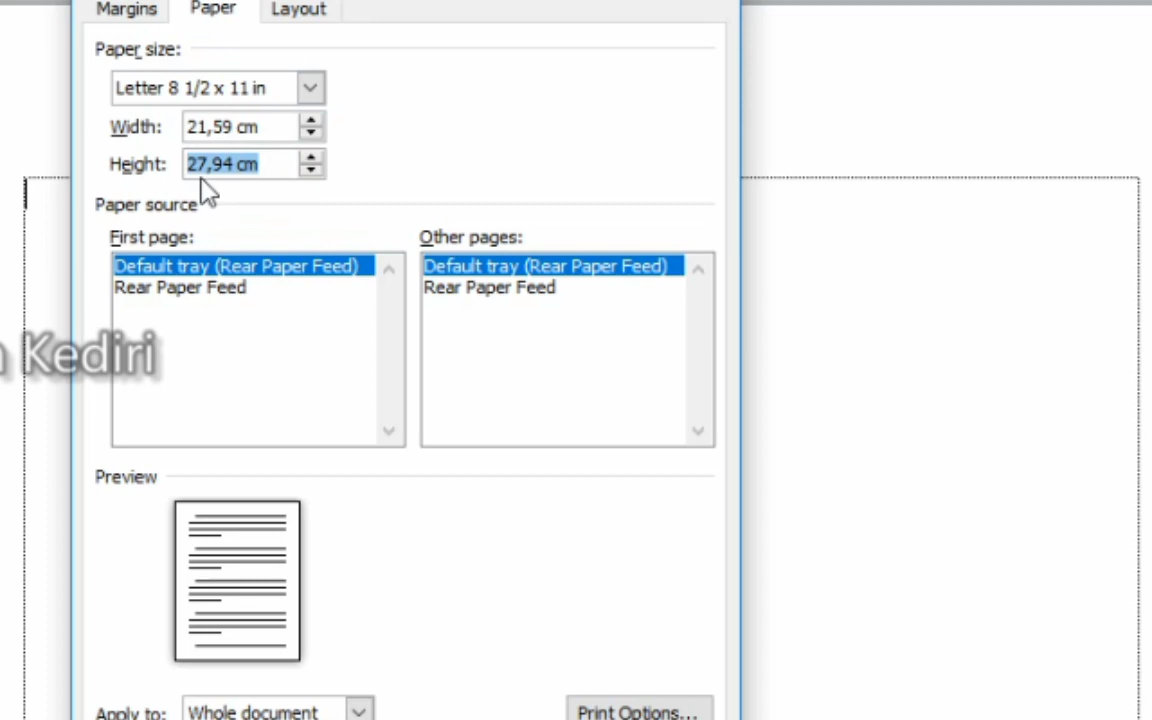 Margins Paper Layout
Paper size:
Letter 8 1/2 x 11 in
Width: 21,59 cm
Height: 27,94 cm
Paper source
First page: Other pages:
Default tray (Rear Paper Feed) Default tray (Rear Paper Feed)
Rear Paper Feed Rear Paper Feed
Kediri
Preview
Apply to: Whole document Print Options...